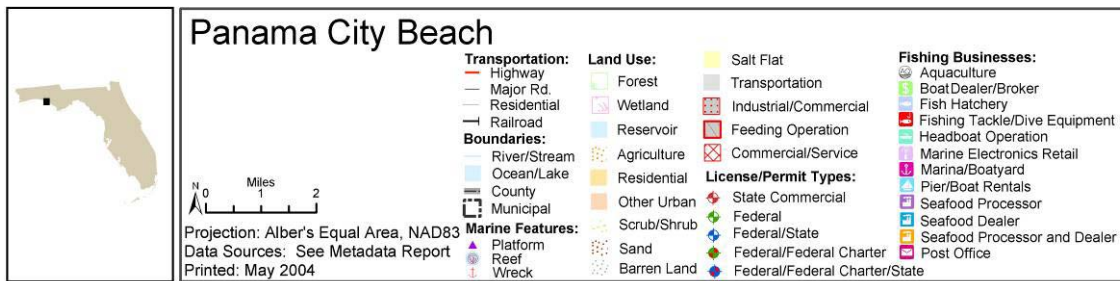 Panama City Beach
N
Miles
0 1 2
Projection: Alber's Equal Area, NAD83
Data Sources: See Metadata Report
Printed: May 2004
Transportation:
Highway
Major Rd.
Residential
Railroad
Boundaries:
River/Stream
Ocean/Lake
County
Municipal
Marine Features:
Platform
Reef
Wreck
Land Use:
Forest
Wetland
Reservoir
Agriculture
Residential
Other Urban
Scrub/Shrub
Sand
Barren Land
Salt Flat
Transportation
Industrial/Commercial
Feeding Operation
Commercial/Service
License/Permit Types:
State Commercial
Federal
Federal/State
Federal/Federal Charter
Federal/Federal Charter/State
Fishing Businesses:
Aquaculture
Boat Dealer/Broker
Fish Hatchery
Fishing Tackle/Dive Equipment
Headboat Operation
Marine Electronics Retail
Marina/Boatyard
Pier/Boat Rentals
Seafood Processor
Seafood Dealer
Seafood Processor and Dealer
Post Office